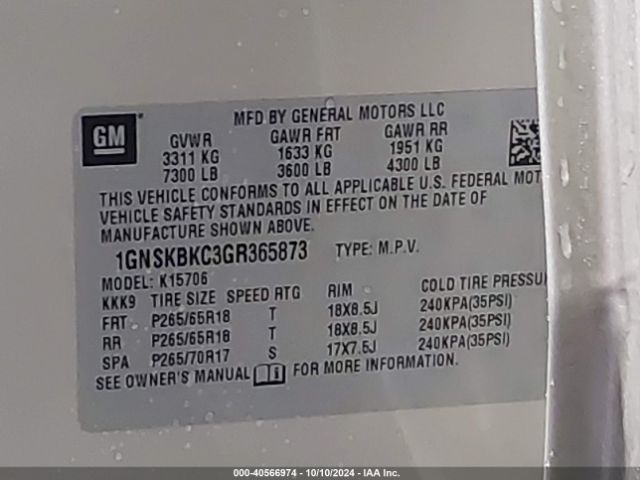 GM
MFD BY GENERAL MOTORS LLC
GVWR GAWR FRT GAWR RR
3311 KG 1633 KG 1951 KG
7300 LB 3600 LB 4300 LB
THIS VEHICLE CONFORMS TO ALL APPLICABLE U.S. FEDERAL MOT
VEHICLE SAFETY STANDARDS IN EFFECT ON THE DATE OF
MANUFACTURE SHOWN ABOVE.
1GNSKBKC3GR365873 TYPE: M.P.V.
MODEL: K15706
KKK9 TIRE SIZE SPEED RTG RIM COLD TIRE PRESSU
FRT P265/65R18 T 18X8.5J 240KPA(35PSI)
RR P265/65R18 T 18X8.5J 240KPA(35PSI)
SPA P265/70R17 S 17X7.5J 240KPA(35PSI)
SEE OWNER'S MANUAL FOR MORE INFORMATION.
000-40566974 - 10/10/2024 - IAA Inc.